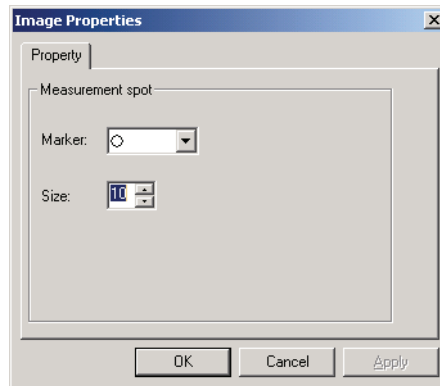 Image Properties
Property
Measurement spot
Marker:
Size: 10
OK Cancel Apply